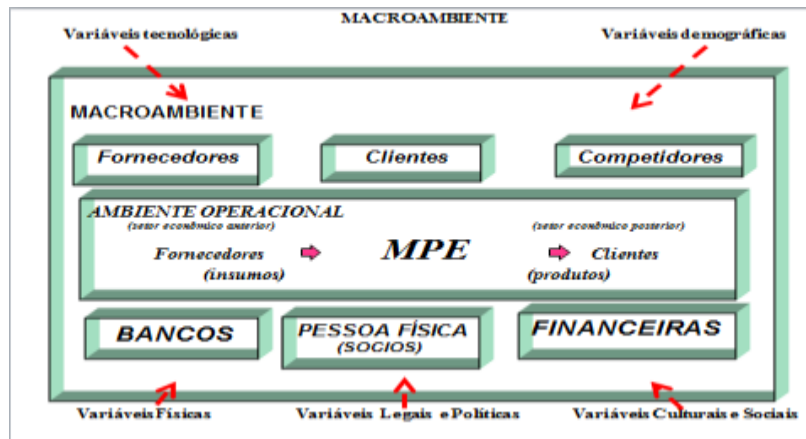 MACROAMBIENTE
Variáveis tecnológicas
Variáveis demográficas
MACROAMBIENTE
Fornecedores
Clientes
Competidores
AMBIENTE OPERACIONAL
(setor econômico anterior)
(setor econômico posterior)
Fornecedores
MPE
Clientes
(insumos)
(produtos)
BANCOS
PESSOA FÍSICA
(SOCIOS)
FINANCEIRAS
Variáveis Físicas
Variáveis Legais e Políticas
Variáveis Culturais e Sociais